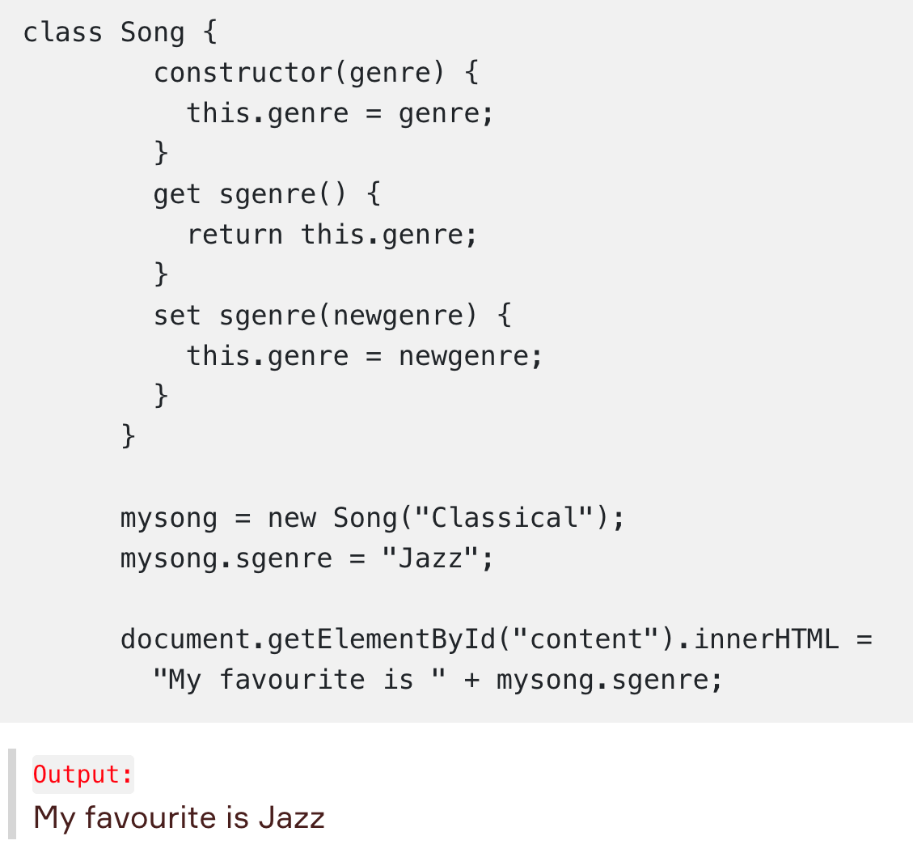 class Song {
constructor(genre) {
this.genre = genre;
}
get sgenre() {
return this.genre;
}
set sgenre(newgenre) {
this.genre = newgenre;
}
}
mysong = new Song("Classical");
mysong.sgenre = "Jazz";
document.getElementById("content").innerHTML =
"My favourite is " + mysong.sgenre;
Output:
My favourite is Jazz